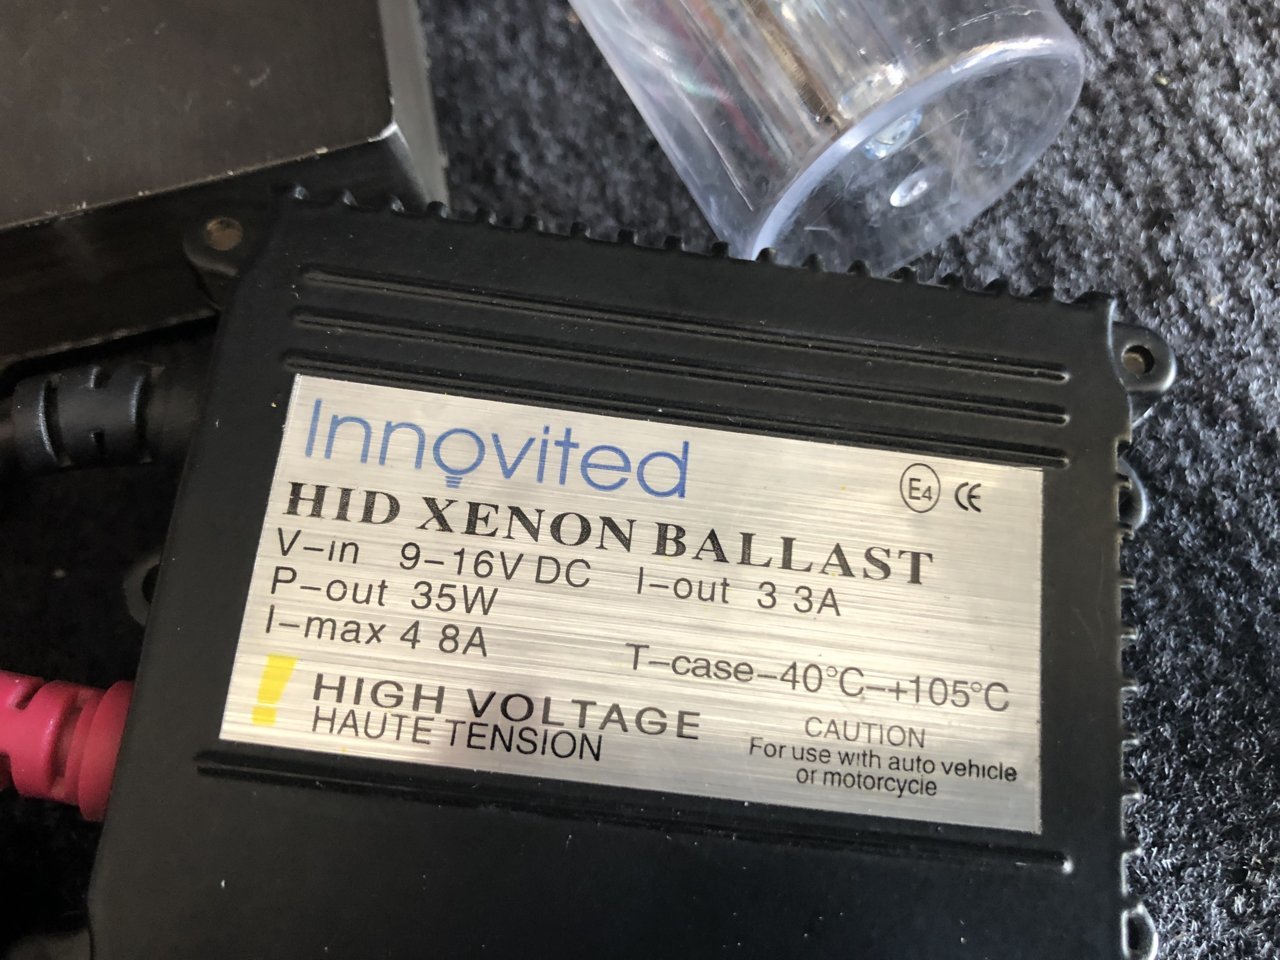 Innovited
E4 CE
HID XENON BALLAST
V-in 9-16V DC I-out 3 3A
P-out 35W
I-max 4 8A
T-case-40°C-+105°C
! HIGH VOLTAGE
HAUTE TENSION
CAUTION
For use with auto vehicle
or motorcycle